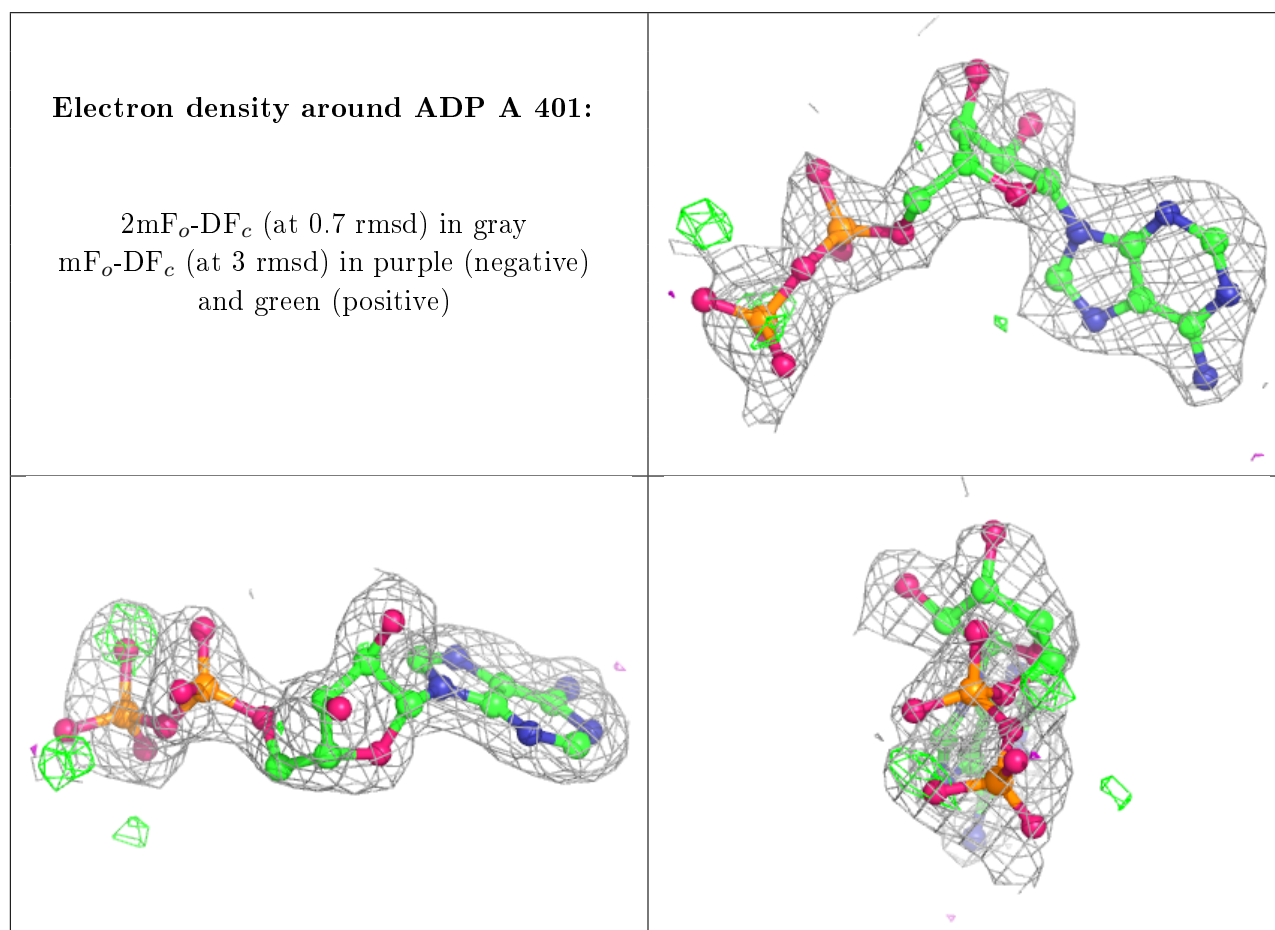 Electron density around ADP A 401:
2mFo-DFc (at 0.7 rmsd) in gray
mFo-DFc (at 3 rmsd) in purple (negative)
and green (positive)